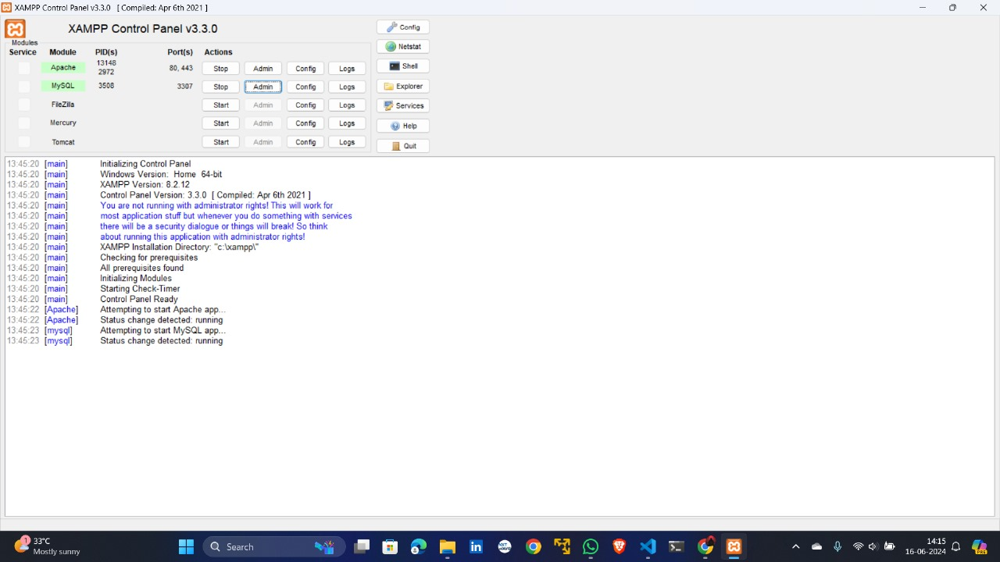 XAMPP Control Panel v3.3.0 [ Compiled: Apr 6th 2021 ]
XAMPP Control Panel v3.3.0
Modules
Service Module PID(s) Port(s) Actions
Apache 13148 2972 80, 443 Stop Admin Config Logs
MySQL 3508 3307 Stop Admin Config Logs
FileZilla Start Admin Config Logs
Mercury Start Admin Config Logs
Tomcat Start Admin Config Logs
Config
Netstat
Shell
Explorer
Services
Help
Quit
13:45:20 [main] Initializing Control Panel
13:45:20 [main] Windows Version: Home 64-bit
13:45:20 [main] XAMPP Version: 8.2.12
13:45:20 [main] Control Panel Version: 3.3.0 [ Compiled: Apr 6th 2021 ]
13:45:20 [main] You are not running with administrator rights! This will work for
13:45:20 [main] most application stuff but whenever you do something with services
13:45:20 [main] there will be a security dialogue or things will break! So think
13:45:20 [main] about running this application with administrator rights!
13:45:20 [main] XAMPP Installation Directory: "c:\xampp\"
13:45:20 [main] Checking for prerequisites
13:45:20 [main] All prerequisites found
13:45:20 [main] Initializing Modules
13:45:20 [main] Starting Check-Timer
13:45:20 [main] Control Panel Ready
13:45:22 [Apache] Attempting to start Apache app...
13:45:22 [Apache] Status change detected: running
13:45:23 [mysql] Attempting to start MySQL app...
13:45:23 [mysql] Status change detected: running
1
33°C
Mostly sunny
Search
in
NXT
WAVE
14:15
16-06-2024
PRE